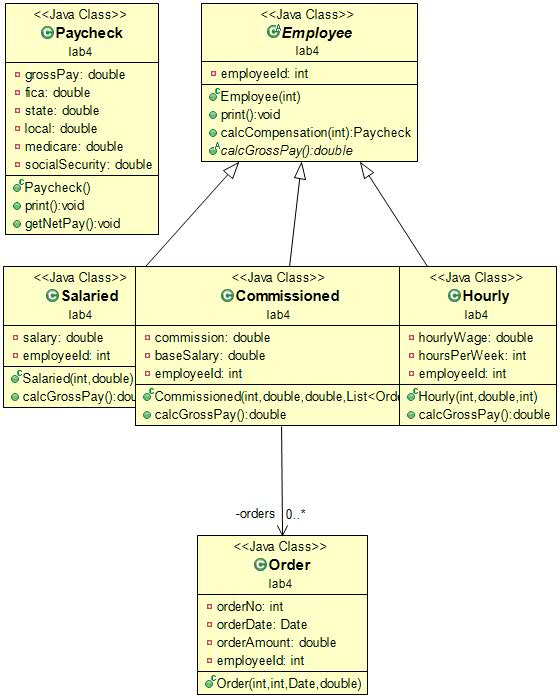 <<Java Class>>
Paycheck
lab4
grossPay: double
fica: double
state: double
local: double
medicare: double
socialSecurity: double
Paycheck()
print():void
getNetPay():void
<<Java Class>>
Employee
lab4
employeeId: int
Employee(int)
print():void
calcCompensation(int):Paycheck
calcGrossPay():double
<<Java Class>>
Salaried
lab4
salary: double
employeeId: int
Salaried(int,double)
calcGrossPay():dou
<<Java Class>>
Commissioned
lab4
commission: double
baseSalary: double
employeeId: int
Commissioned(int,double,double,List<Orde
calcGrossPay():double
<<Java Class>>
Hourly
lab4
hourlyWage: double
hoursPerWeek: int
employeeId: int
Hourly(int,double,int)
calcGrossPay():double
-orders 0..*
<<Java Class>>
Order
lab4
orderNo: int
orderDate: Date
orderAmount: double
employeeId: int
Order(int,int,Date,double)